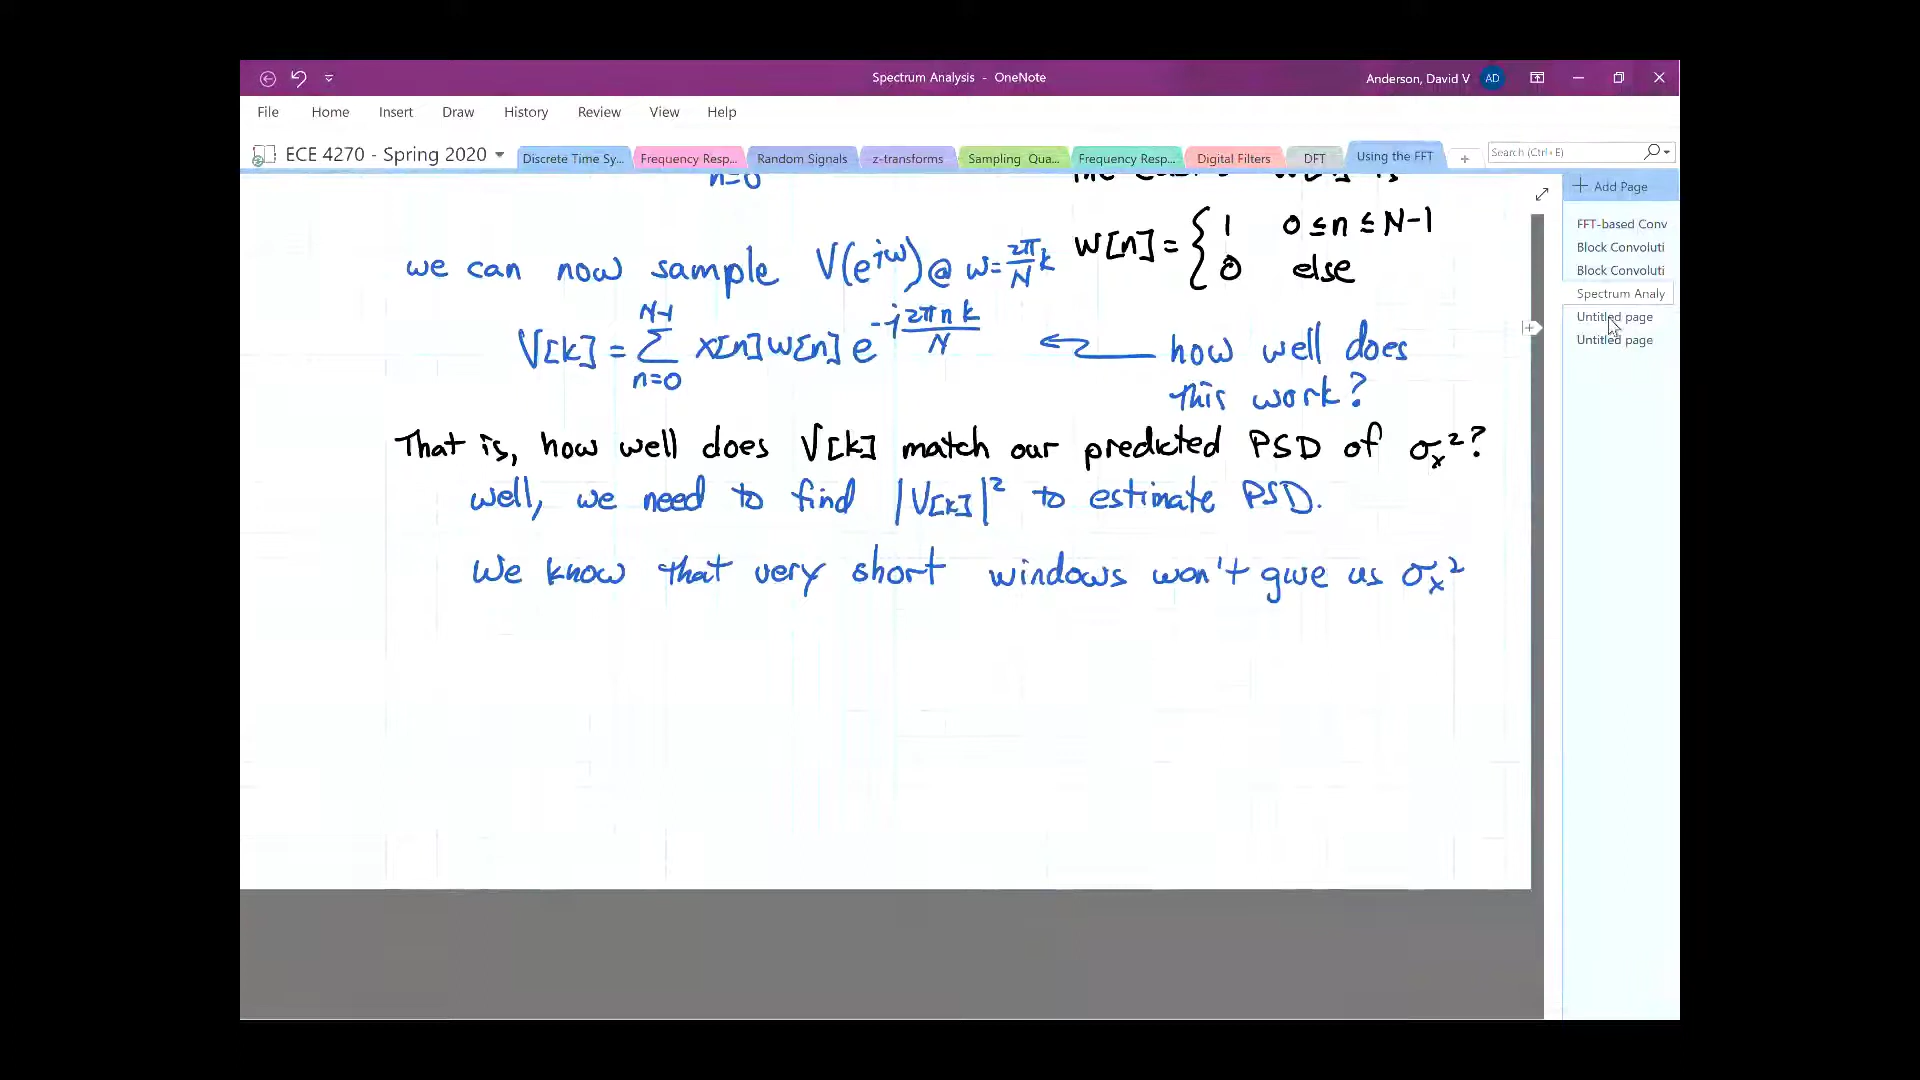 Spectrum Analysis - OneNote
Anderson, David V AD
File Home Insert Draw History Review View Help
ECE 4270 - Spring 2020
Discrete Time Sy... Frequency Resp... Random Signals z-transforms Sampling Qua... Frequency Resp... Digital Filters DFT Using the FFT +
Search (Ctrl+E)
+ Add Page
FFT-based Conv
Block Convoluti
Block Convoluti
Spectrum Analy
Untitled page
Untitled page
n=0
w[n] = { 1 0 ≤ n ≤ N-1
0 else
we can now sample V(e^{jω}) @ ω = 2π/N k
V[k] = Σ_{n=0}^{N-1} x[n] w[n] e^{-j 2πnk/N}
how well does
this work?
That is, how well does V[k] match our predicted PSD of σₓ²?
well, we need to find |V[k]|² to estimate PSD.
We know that very short windows won't give us σₓ²